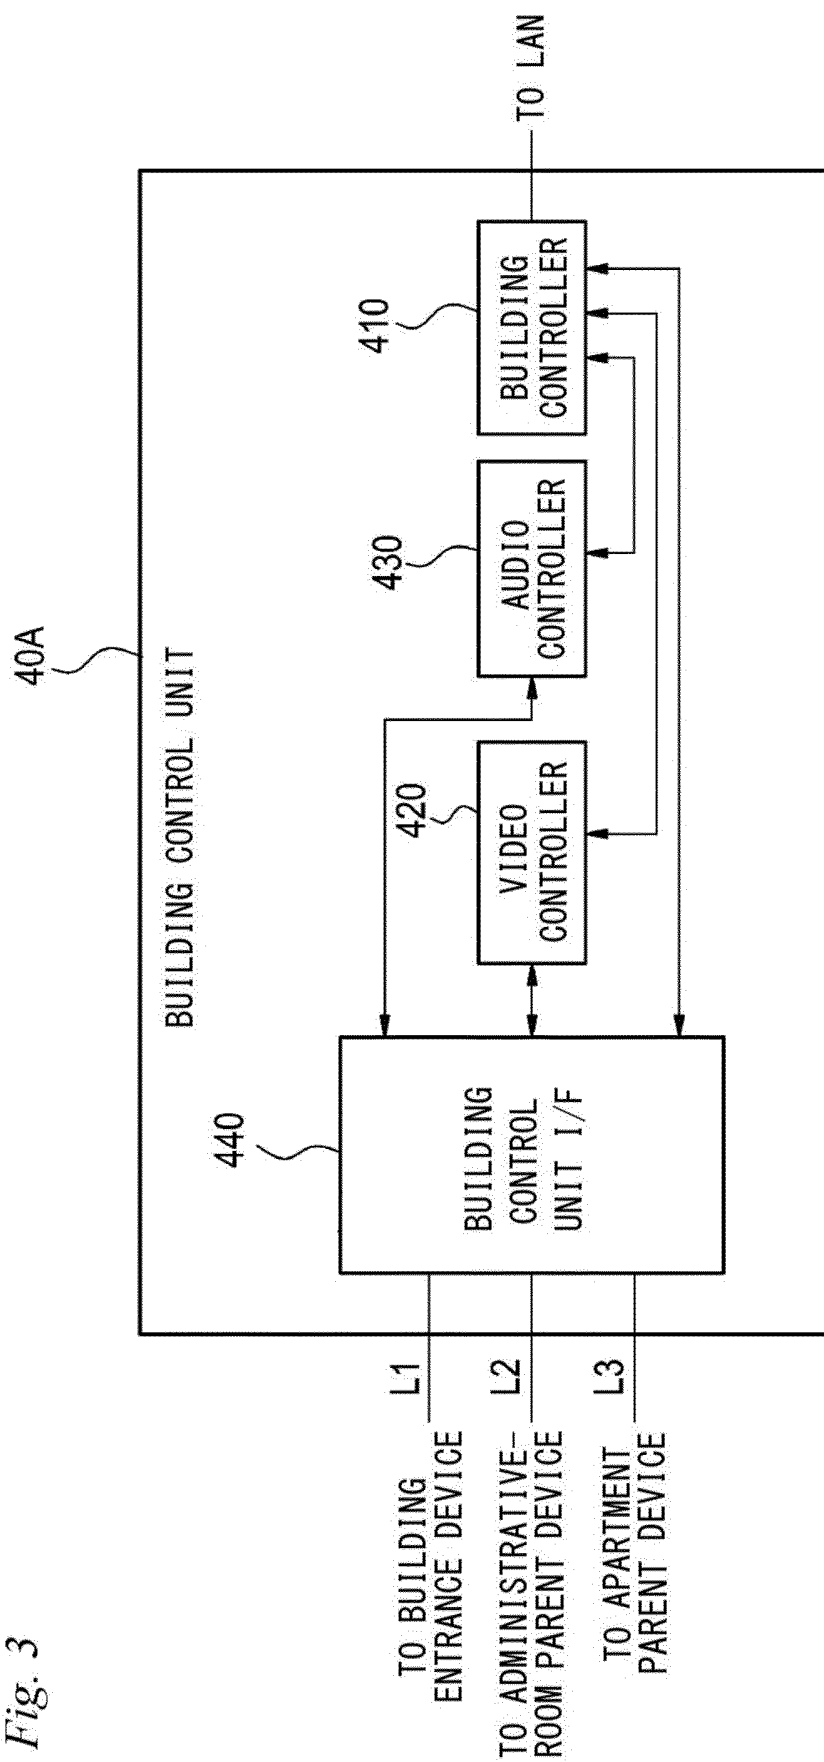 Fig. 3
40A
BUILDING CONTROL UNIT
440
BUILDING
CONTROL
UNIT I/F
420
VIDEO
CONTROLLER
430
AUDIO
CONTROLLER
410
BUILDING
CONTROLLER
TO LAN
L1
TO BUILDING
ENTRANCE DEVICE
L2
TO ADMINISTRATIVE-
ROOM PARENT DEVICE
L3
TO APARTMENT
PARENT DEVICE